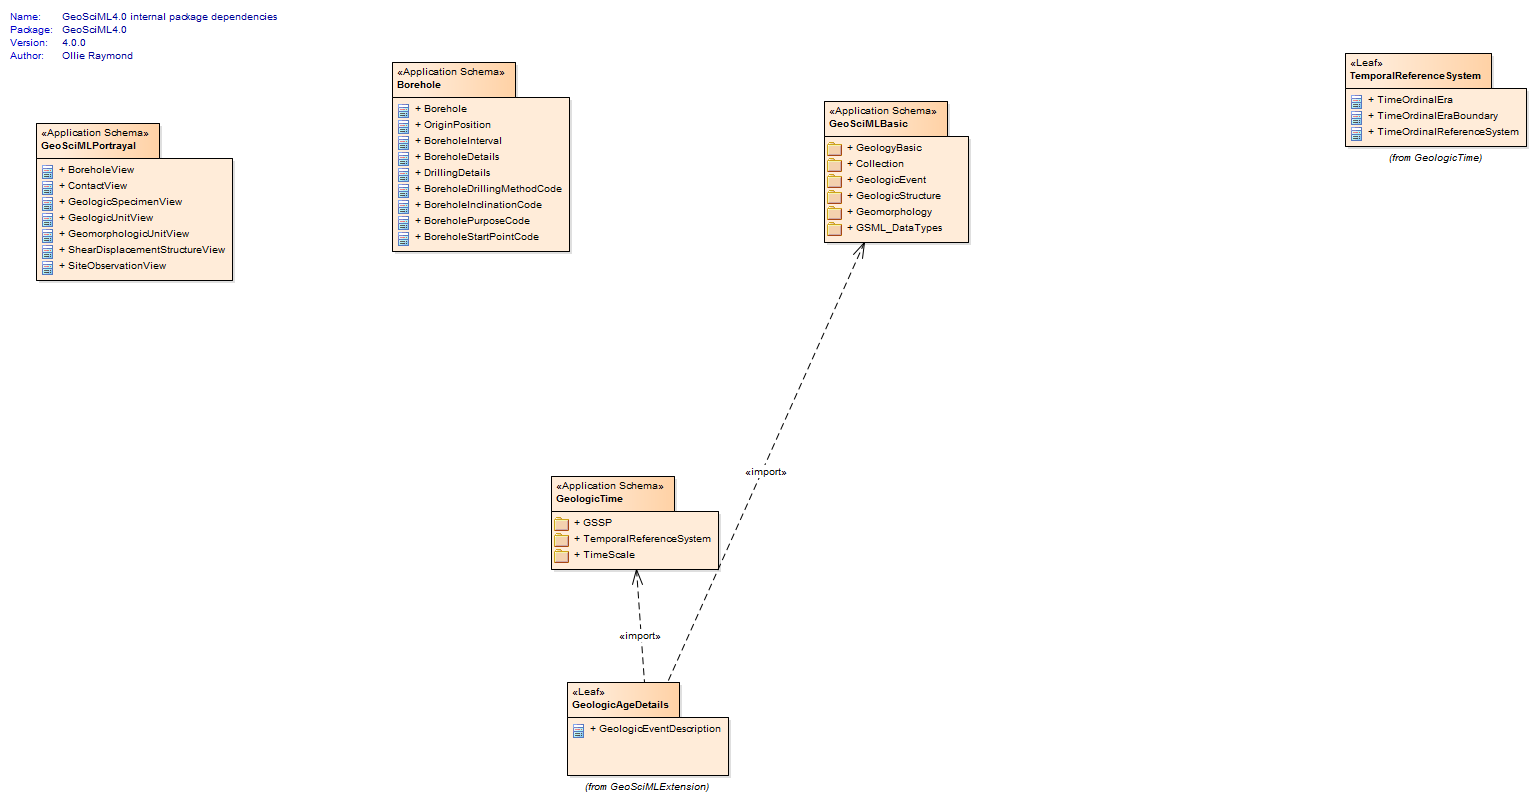 Name: GeoSciML4.0 internal package dependencies
Package: GeoSciML4.0
Version: 4.0.0
Author: Ollie Raymond
«Application Schema»
GeoSciMLPortrayal
+ BoreholeView
+ ContactView
+ GeologicSpecimenView
+ GeologicUnitView
+ GeomorphologicUnitView
+ ShearDisplacementStructureView
+ SiteObservationView
«Application Schema»
Borehole
+ Borehole
+ OriginPosition
+ BoreholeInterval
+ BoreholeDetails
+ DrillingDetails
+ BoreholeDrillingMethodCode
+ BoreholeInclinationCode
+ BoreholePurposeCode
+ BoreholeStartPointCode
«Application Schema»
GeoSciMLBasic
+ GeologyBasic
+ Collection
+ GeologicEvent
+ GeologicStructure
+ Geomorphology
+ GSML_DataTypes
«Leaf»
TemporalReferenceSystem
+ TimeOrdinalEra
+ TimeOrdinalEraBoundary
+ TimeOrdinalReferenceSystem
(from GeologicTime)
«import»
«Application Schema»
GeologicTime
+ GSSP
+ TemporalReferenceSystem
+ TimeScale
«import»
«Leaf»
GeologicAgeDetails
+ GeologicEventDescription
(from GeoSciMLExtension)